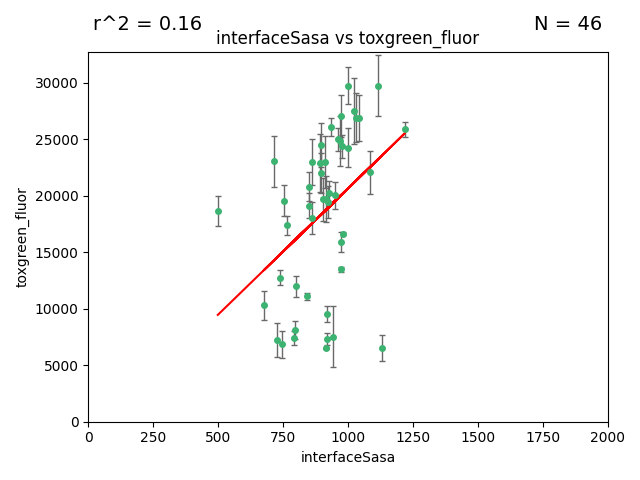 r^2 = 0.16
N = 46
interfaceSasa vs toxgreen_fluor
30000
25000
20000
15000
10000
5000
0
toxgreen_fluor
0 250 500 750 1000 1250 1500 1750 2000
interfaceSasa